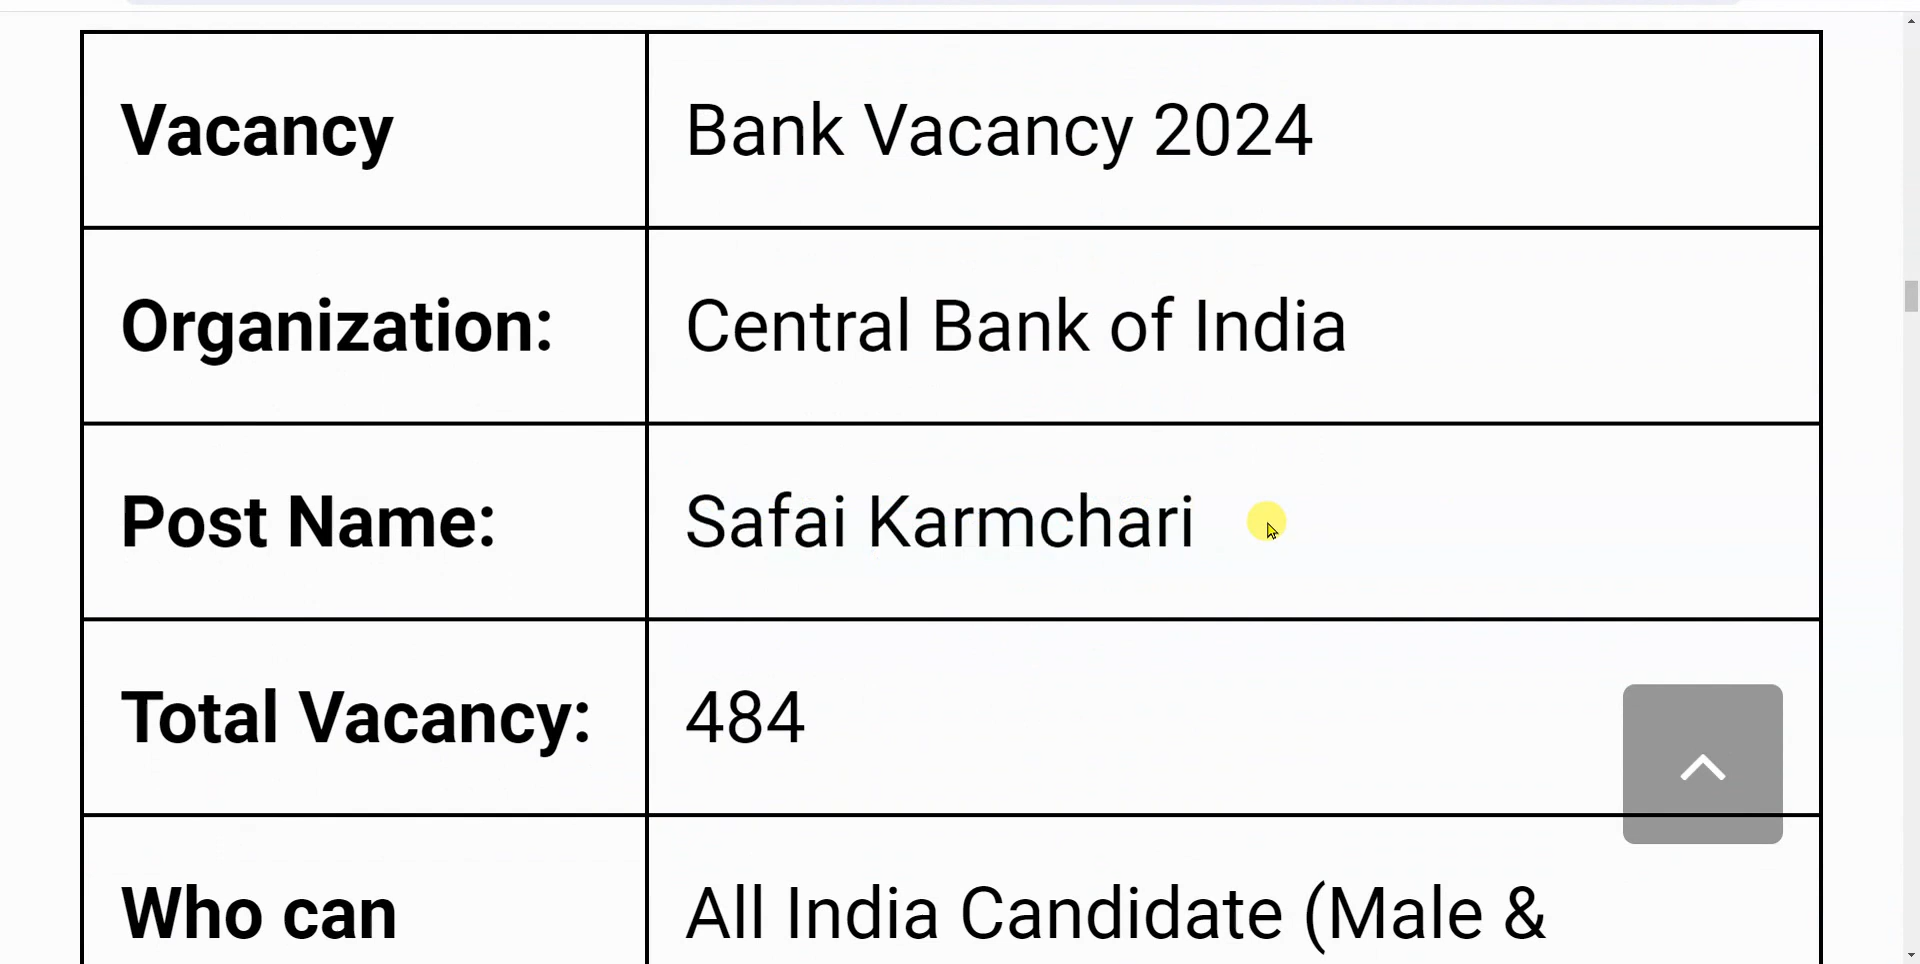 Vacancy Bank Vacancy 2024
Organization: Central Bank of India
Post Name: Safai Karmchari
Total Vacancy: 484
Who can All India Candidate (Male &